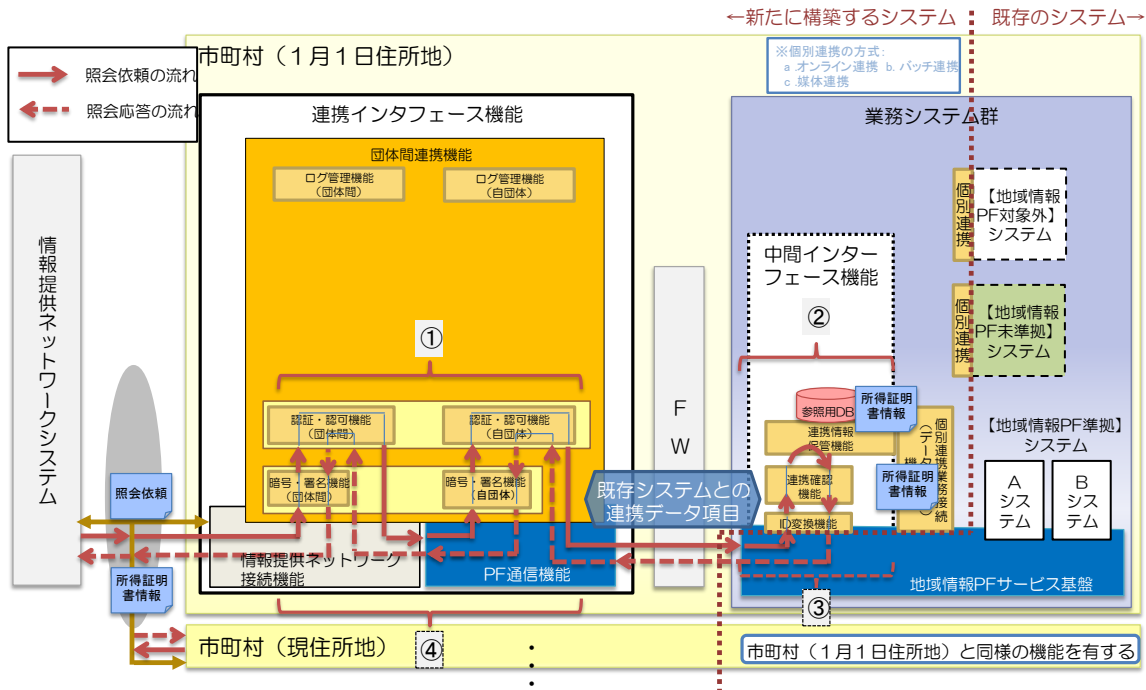 ←新たに構築するシステム
既存のシステム→
市町村（１月１日住所地）
※個別連携の方式：
a.オンライン連携 b. バッチ連携
c.媒体連携
照会依頼の流れ
照会応答の流れ
連携インタフェース機能
業務システム群
団体間連携機能
ログ管理機能
（団体間）
ログ管理機能
（自団体）
個別連携
【地域情報
PF対象外】
システム
情報提供ネットワークシステム
中間インター
フェース機能
個別連携
【地域情報
PF未準拠】
システム
①
②
ＦＷ
参照用DB
所得証明
書情報
認証・認可機能
（団体間）
認証・認可機能
（自団体）
連携情報
保管機能
個別連携業務接続
【地域情報PF準拠】
システム
照会依頼
暗号・署名機能
（団体間）
暗号・署名機能
（自団体）
既存システムとの
連携データ項目
連携確認
機能
所得証明
書情報
Ａ
システム
Ｂ
システム
ID変換機能
情報提供ネットワーク
接続機能
PF通信機能
地域情報PFサービス基盤
所得証明
書情報
③
④
市町村（現住所地）
市町村（１月１日住所地）と同様の機能を有する